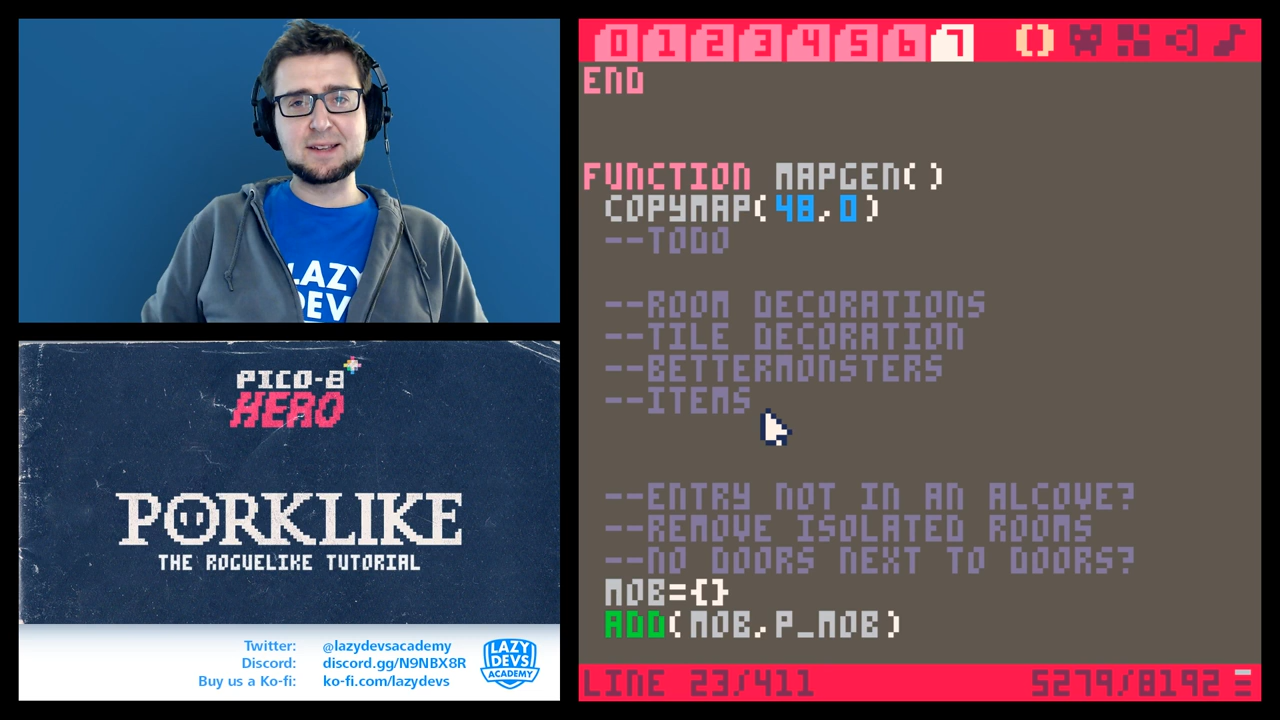 LAZY
DEVS
PICO-8
HERO
PORKLIKE
THE ROGUELIKE TUTORIAL
Twitter: @lazydevsacademy
Discord: discord.gg/N9NBX8R
Buy us a Ko-fi: ko-fi.com/lazydevs
LAZY
DEVS
ACADEMY
0 1 2 3 4 5 6 7 ()
END
FUNCTION MAPGEN()
COPYMAP(48,0)
--TODO
--ROOM DECORATIONS
--TILE DECORATION
--BETTERMONSTERS
--ITEMS
--ENTRY NOT IN AN ALCOVE?
--REMOVE ISOLATED ROOMS
--NO DOORS NEXT TO DOORS?
MOB={}
ADD(MOB,P_MOB)
LINE 23/411 5279/8192